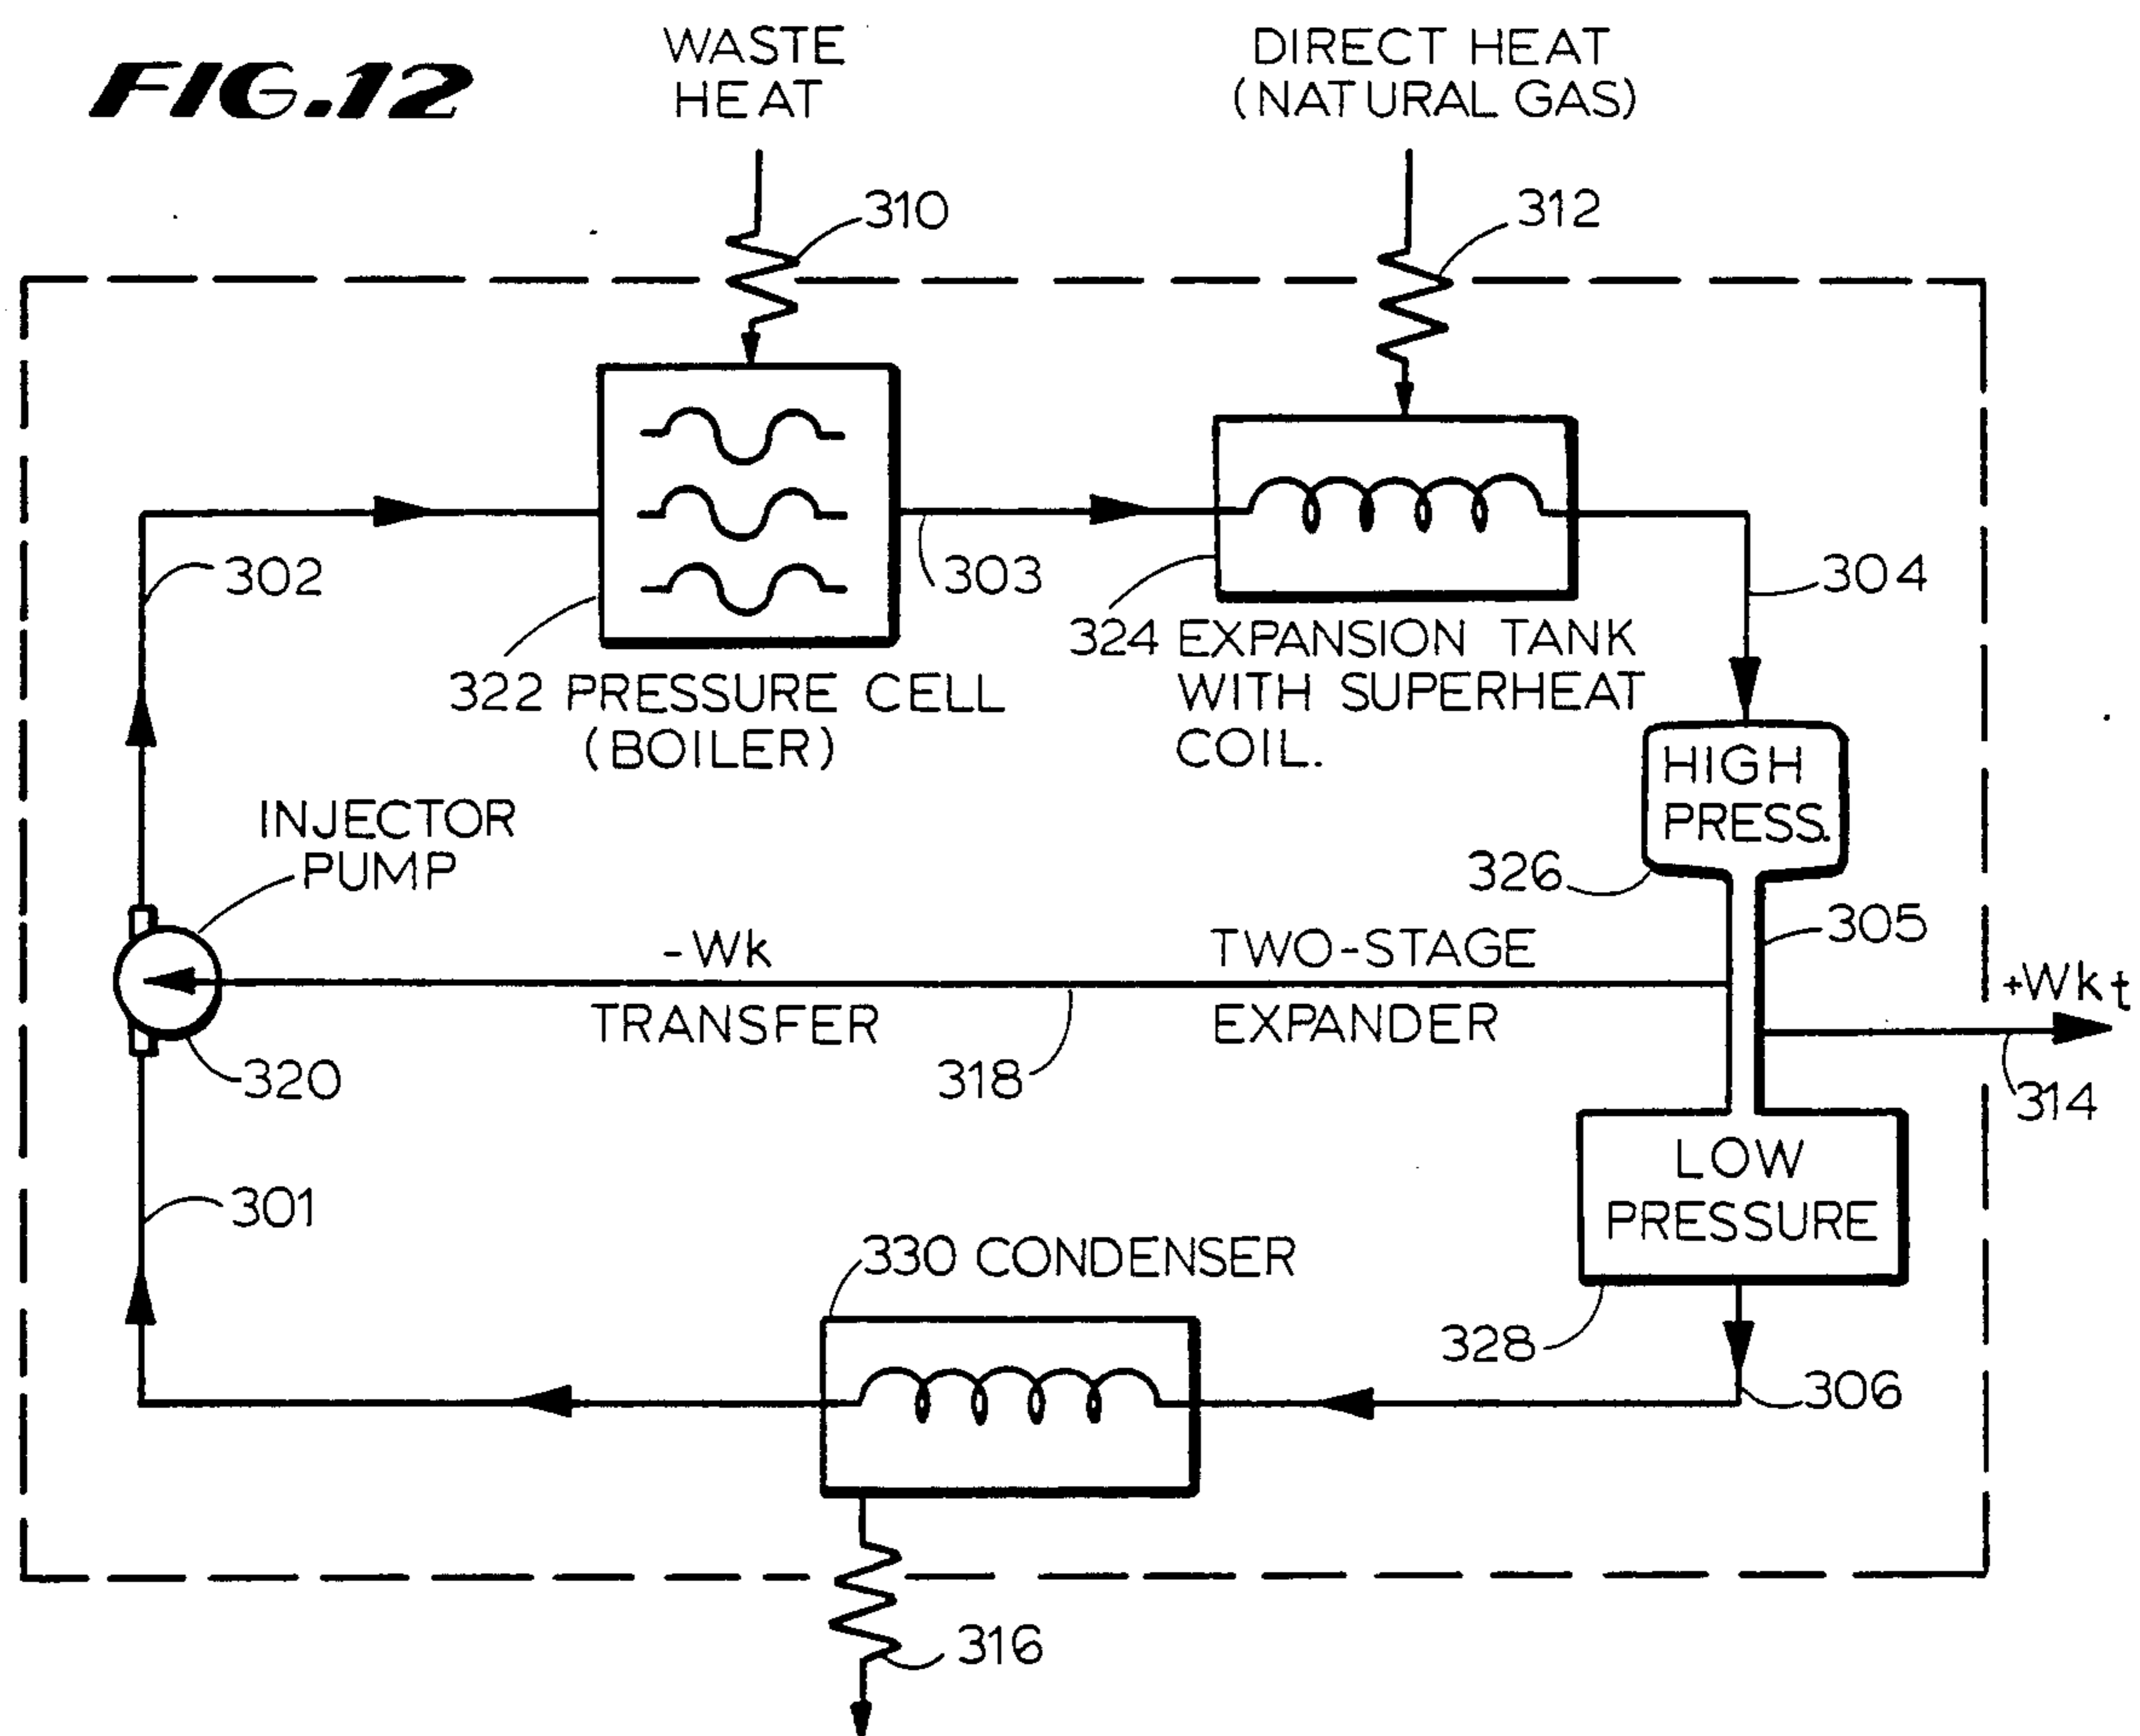 FIG.12
WASTE
HEAT
DIRECT HEAT
(NATURAL GAS)
310
312
302
303
304
322 PRESSURE CELL
(BOILER)
324 EXPANSION TANK
WITH SUPERHEAT
COIL.
HIGH
PRESS.
INJECTOR
PUMP
326
305
-Wk
TRANSFER
TWO-STAGE
EXPANDER
+Wkt
320
318
314
LOW
PRESSURE
301
330 CONDENSER
328
306
316